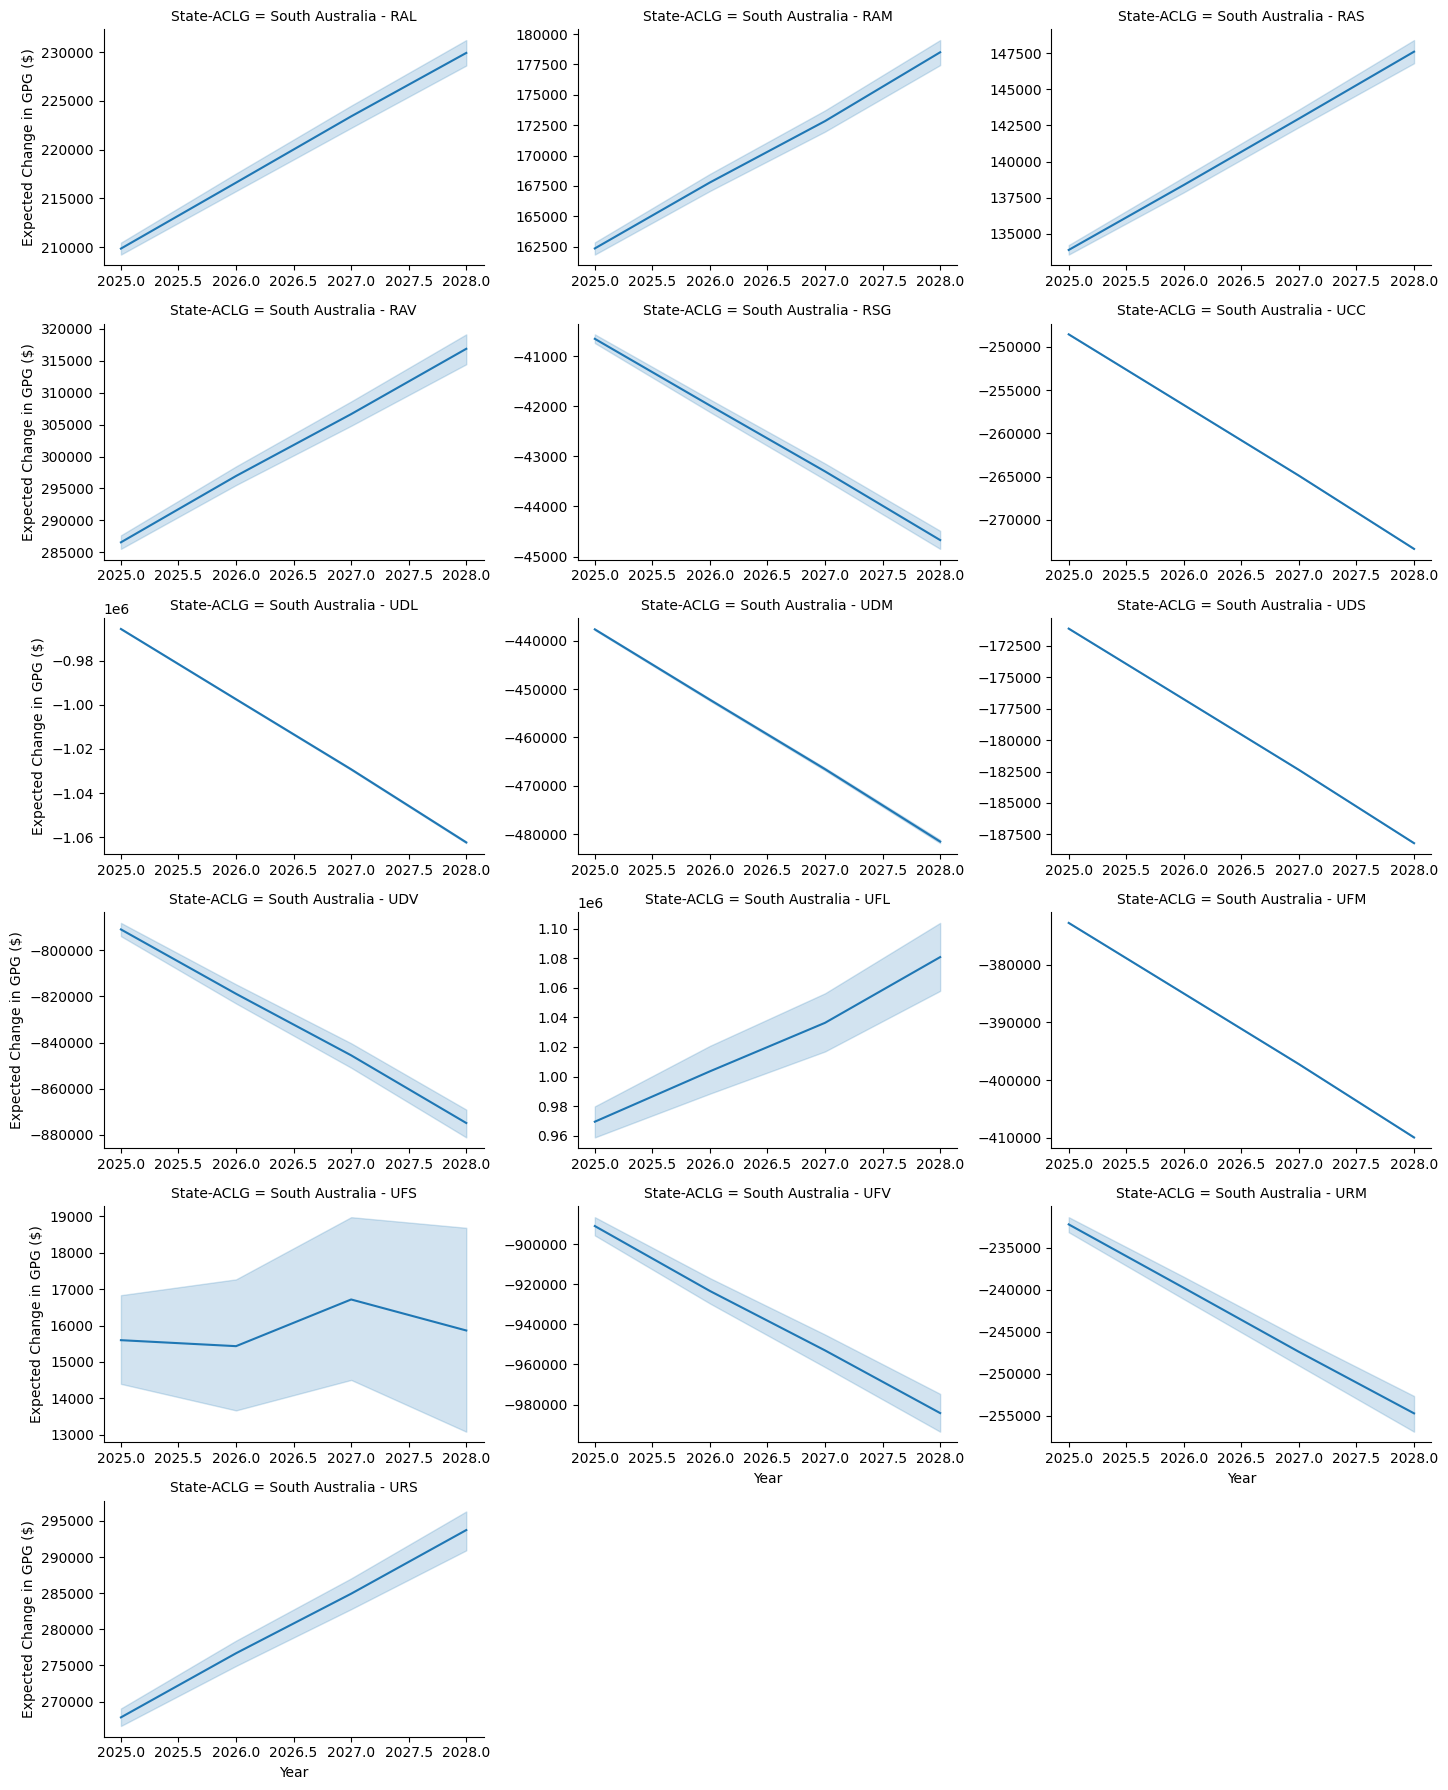 State-ACLG = South Australia - RAL
State-ACLG = South Australia - RAM
State-ACLG = South Australia - RAS
Expected Change in GPG ($)
230000
225000
220000
215000
210000
180000
177500
175000
172500
170000
167500
165000
162500
147500
145000
142500
140000
137500
135000
2025.0 2025.5 2026.0 2026.5 2027.0 2027.5 2028.0
2025.0 2025.5 2026.0 2026.5 2027.0 2027.5 2028.0
2025.0 2025.5 2026.0 2026.5 2027.0 2027.5 2028.0
State-ACLG = South Australia - RAV
State-ACLG = South Australia - RSG
State-ACLG = South Australia - UCC
Expected Change in GPG ($)
320000
315000
310000
305000
300000
295000
290000
285000
−41000
−42000
−43000
−44000
−45000
−250000
−255000
−260000
−265000
−270000
2025.0 2025.5 2026.0 2026.5 2027.0 2027.5 2028.0
2025.0 2025.5 2026.0 2026.5 2027.0 2027.5 2028.0
2025.0 2025.5 2026.0 2026.5 2027.0 2027.5 2028.0
1e6
State-ACLG = South Australia - UDL
State-ACLG = South Australia - UDM
State-ACLG = South Australia - UDS
Expected Change in GPG ($)
−0.98
−1.00
−1.02
−1.04
−1.06
−440000
−450000
−460000
−470000
−480000
−172500
−175000
−177500
−180000
−182500
−185000
−187500
2025.0 2025.5 2026.0 2026.5 2027.0 2027.5 2028.0
2025.0 2025.5 2026.0 2026.5 2027.0 2027.5 2028.0
2025.0 2025.5 2026.0 2026.5 2027.0 2027.5 2028.0
State-ACLG = South Australia - UDV
1e6
State-ACLG = South Australia - UFL
State-ACLG = South Australia - UFM
Expected Change in GPG ($)
−800000
−820000
−840000
−860000
−880000
1.10
1.08
1.06
1.04
1.02
1.00
0.98
0.96
−380000
−390000
−400000
−410000
2025.0 2025.5 2026.0 2026.5 2027.0 2027.5 2028.0
2025.0 2025.5 2026.0 2026.5 2027.0 2027.5 2028.0
2025.0 2025.5 2026.0 2026.5 2027.0 2027.5 2028.0
State-ACLG = South Australia - UFS
State-ACLG = South Australia - UFV
State-ACLG = South Australia - URM
Expected Change in GPG ($)
19000
18000
17000
16000
15000
14000
13000
−900000
−920000
−940000
−960000
−980000
−235000
−240000
−245000
−250000
−255000
2025.0 2025.5 2026.0 2026.5 2027.0 2027.5 2028.0
2025.0 2025.5 2026.0 2026.5 2027.0 2027.5 2028.0
2025.0 2025.5 2026.0 2026.5 2027.0 2027.5 2028.0
Year
Year
State-ACLG = South Australia - URS
Expected Change in GPG ($)
295000
290000
285000
280000
275000
270000
2025.0 2025.5 2026.0 2026.5 2027.0 2027.5 2028.0
Year